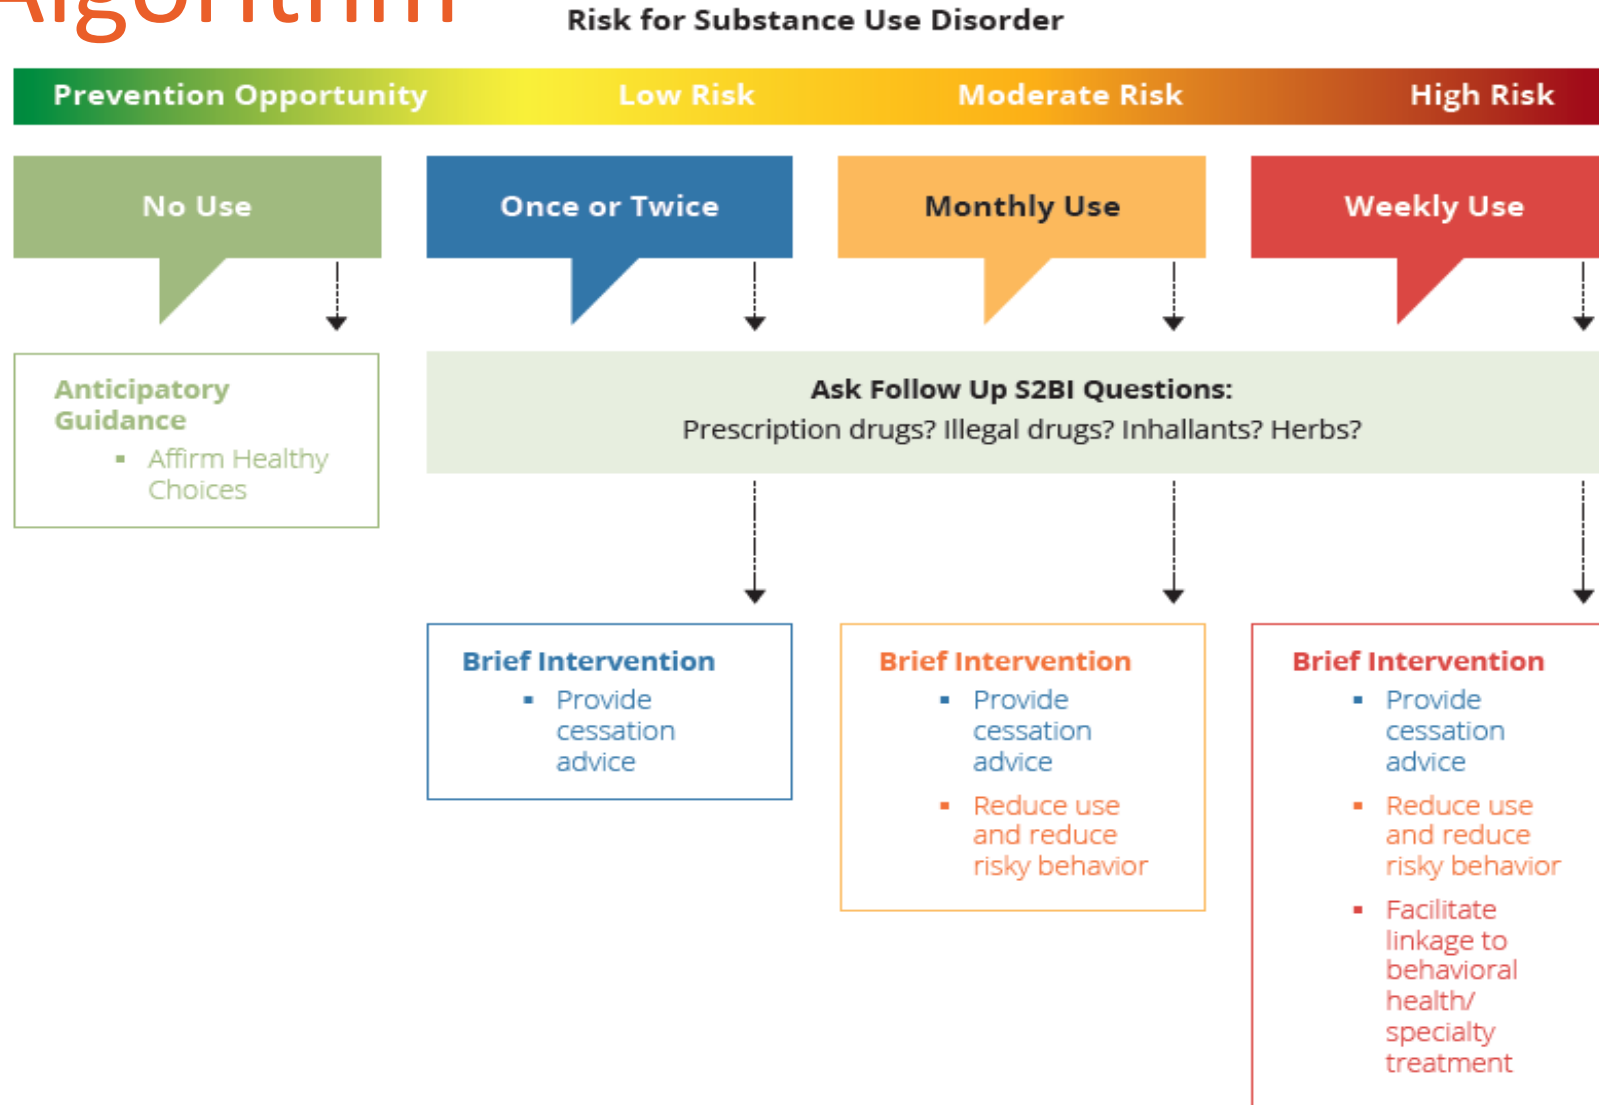 Algorithm
Risk for Substance Use Disorder
Prevention Opportunity
Low Risk
Moderate Risk
High Risk
No Use
Once or Twice
Monthly Use
Weekly Use
Anticipatory
Guidance
▪ Affirm Healthy
Choices
Ask Follow Up S2BI Questions:
Prescription drugs? Illegal drugs? Inhallants? Herbs?
Brief Intervention
▪ Provide
cessation
advice
Brief Intervention
▪ Provide
cessation
advice
▪ Reduce use
and reduce
risky behavior
Brief Intervention
▪ Provide
cessation
advice
▪ Reduce use
and reduce
risky behavior
▪ Facilitate
linkage to
behavioral
health/
specialty
treatment